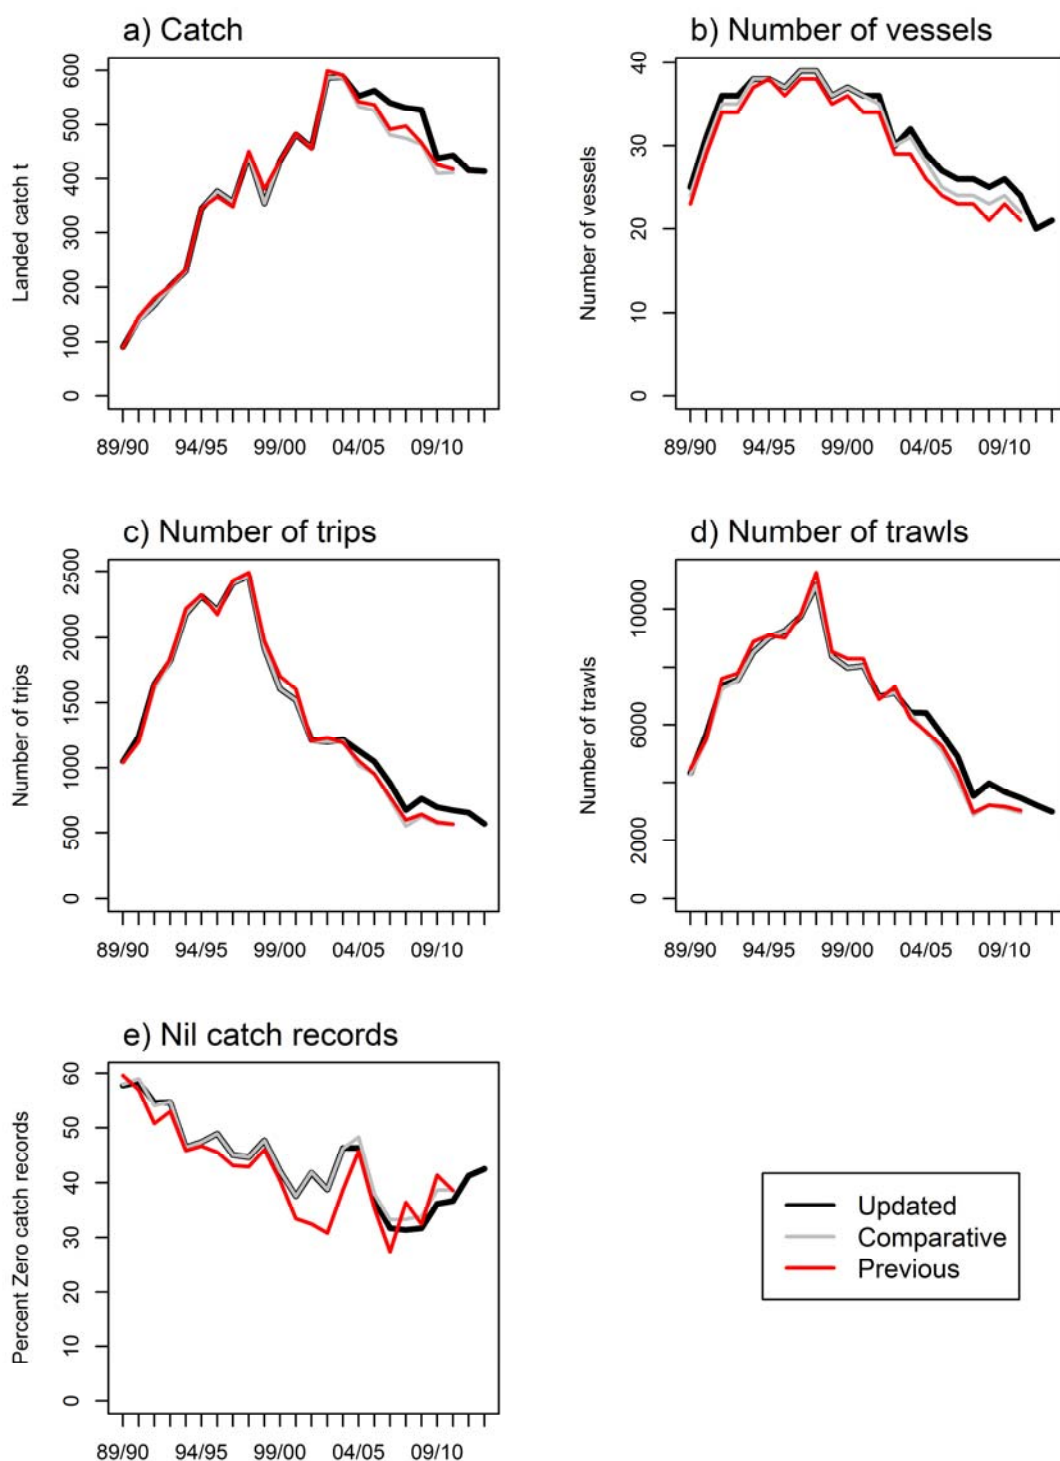 a) Catch
Landed catch t
600
500
400
300
200
100
0
89/90 94/95 99/00 04/05 09/10
b) Number of vessels
Number of vessels
40
30
20
10
0
89/90 94/95 99/00 04/05 09/10
c) Number of trips
Number of trips
2500
2000
1500
1000
500
0
89/90 94/95 99/00 04/05 09/10
d) Number of trawls
Number of trawls
10000
6000
2000
0
89/90 94/95 99/00 04/05 09/10
e) Nil catch records
Percent Zero catch records
60
50
40
30
20
10
0
89/90 94/95 99/00 04/05 09/10
Updated
Comparative
Previous